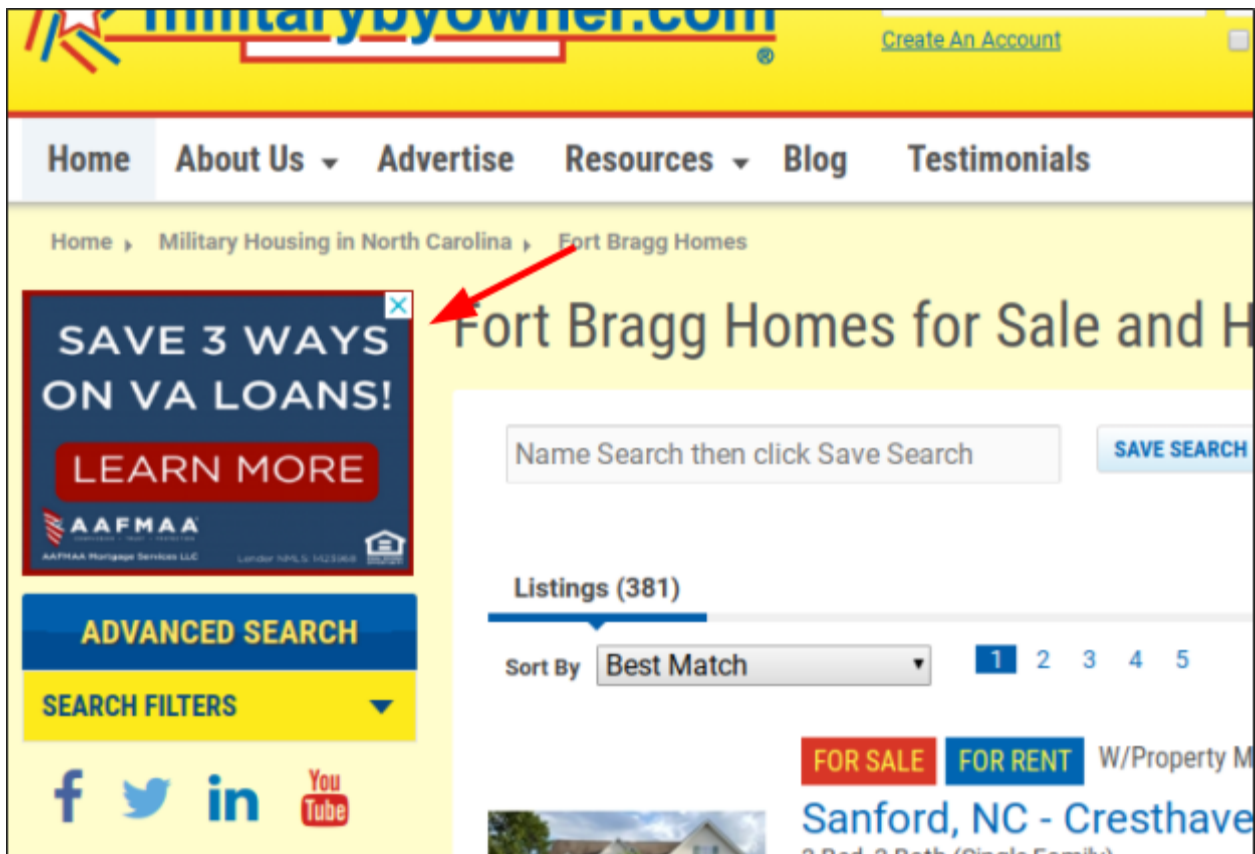 militarybyowner.com
®
Create An Account
Home About Us Advertise Resources Blog Testimonials
Home Military Housing in North Carolina Fort Bragg Homes
SAVE 3 WAYS
ON VA LOANS!
LEARN MORE
AAFMAA
AAFMAA Mortgage Services LLC Lender NMLS 1423968
Fort Bragg Homes for Sale and H
Name Search then click Save Search SAVE SEARCH
Listings (381)
Sort By Best Match 1 2 3 4 5
ADVANCED SEARCH
SEARCH FILTERS
f in You
Tube
FOR SALE FOR RENT W/Property M
Sanford, NC - Cresthave